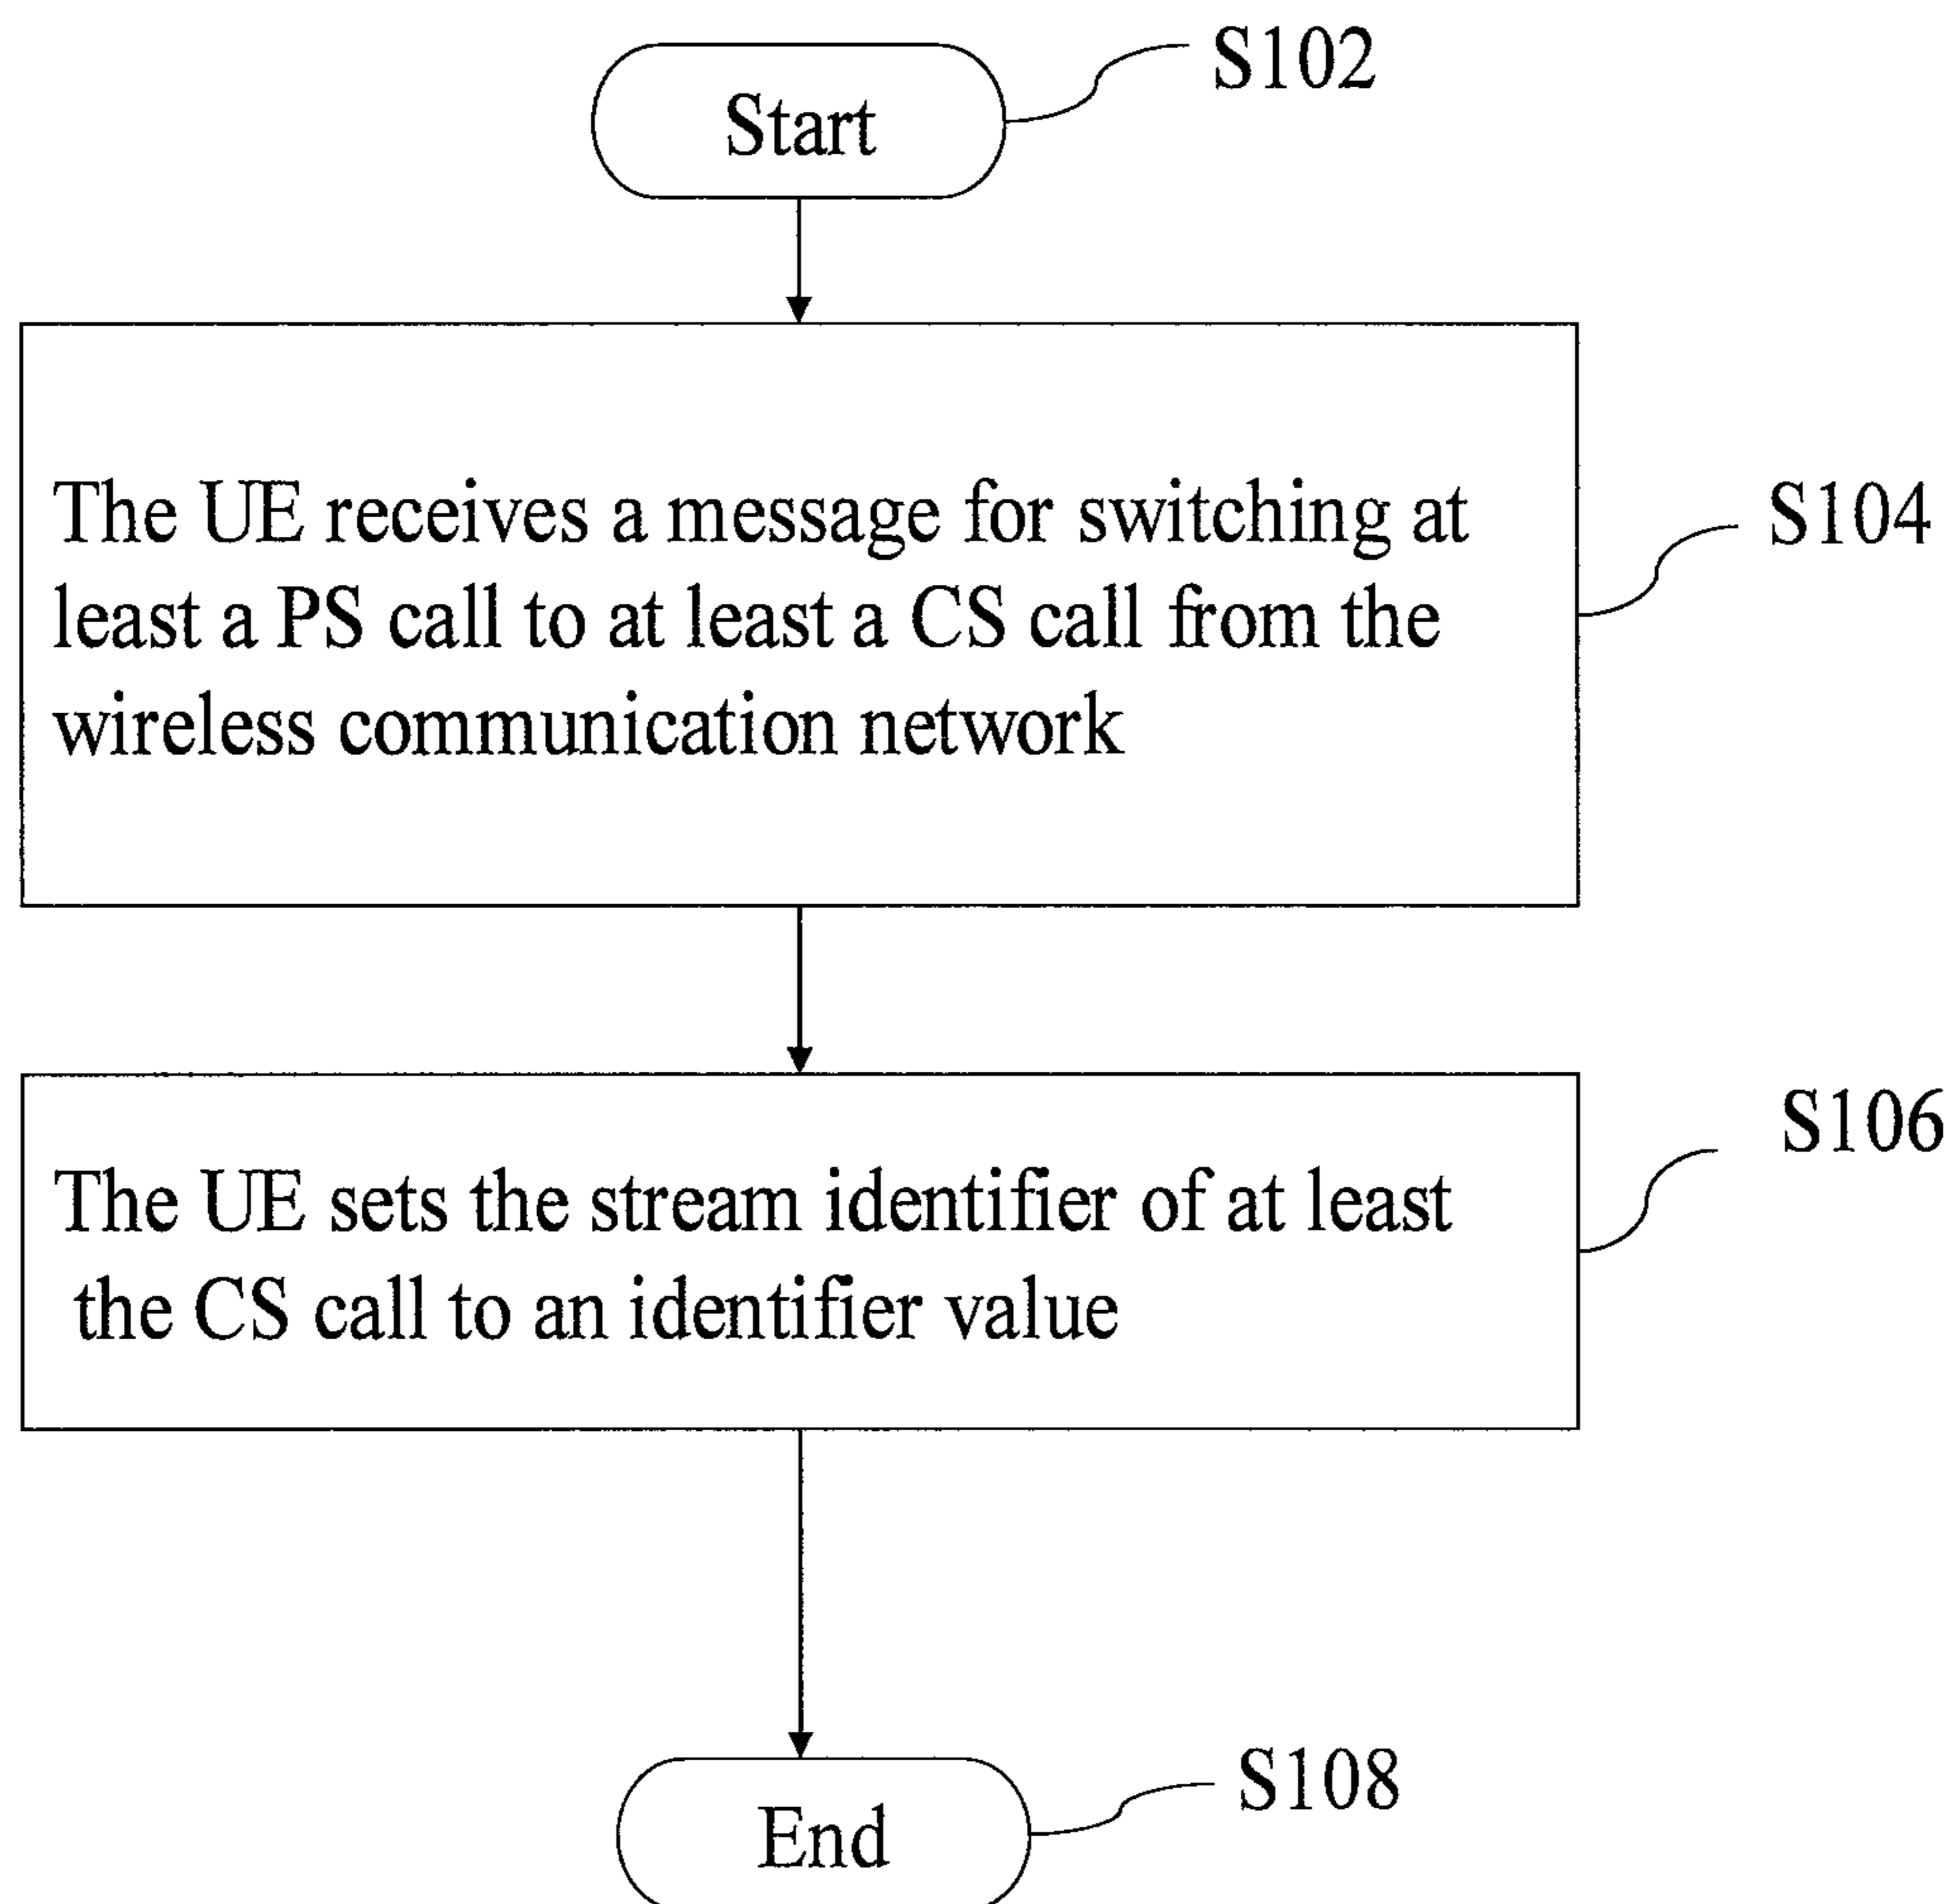 Start
S102
The UE receives a message for switching at
least a PS call to at least a CS call from the
wireless communication network
S104
The UE sets the stream identifier of at least
the CS call to an identifier value
S106
End
S108